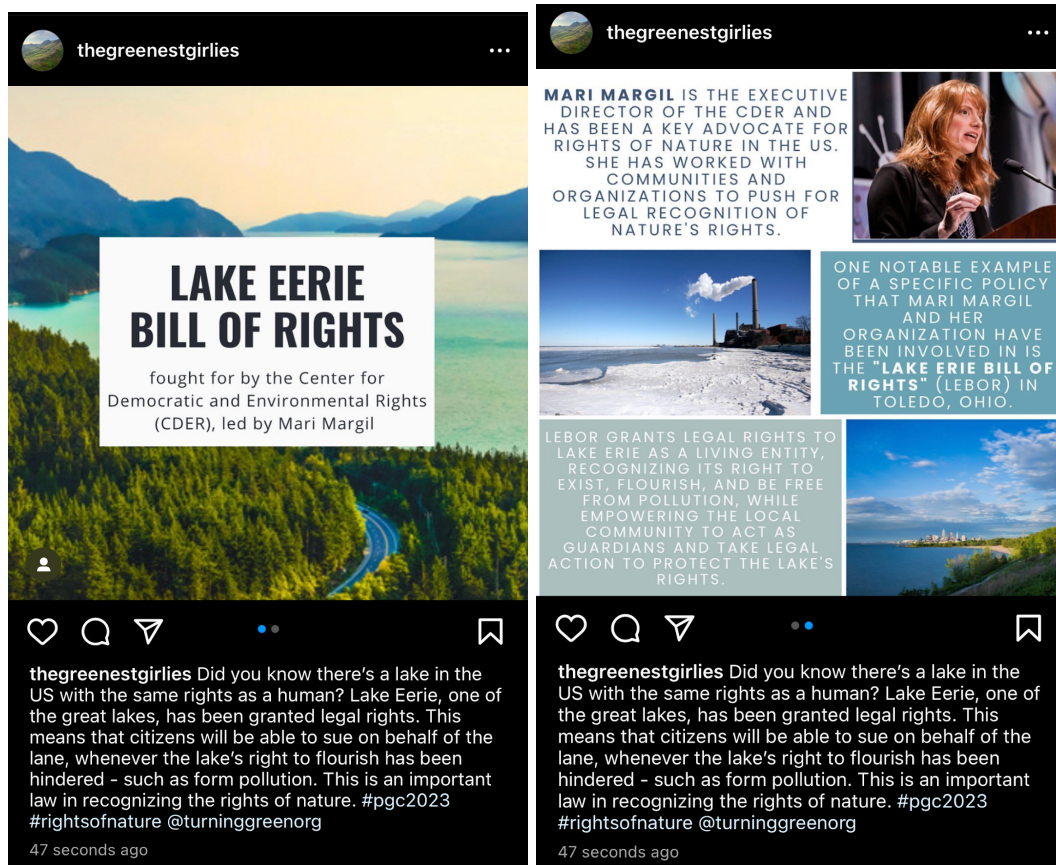 thegreenestgirlies
LAKE EERIE
BILL OF RIGHTS
fought for by the Center for
Democratic and Environmental Rights
(CDER), led by Mari Margil
thegreenestgirlies Did you know there's a lake in the
US with the same rights as a human? Lake Eerie, one of
the great lakes, has been granted legal rights. This
means that citizens will be able to sue on behalf of the
lane, whenever the lake's right to flourish has been
hindered - such as form pollution. This is an important
law in recognizing the rights of nature. #pgc2023
#rightsofnature @turninggreenorg
47 seconds ago
thegreenestgirlies
MARI MARGIL IS THE EXECUTIVE
DIRECTOR OF THE CDER AND
HAS BEEN A KEY ADVOCATE FOR
RIGHTS OF NATURE IN THE US.
SHE HAS WORKED WITH
COMMUNITIES AND
ORGANIZATIONS TO PUSH FOR
LEGAL RECOGNITION OF
NATURE'S RIGHTS.
ONE NOTABLE EXAMPLE
OF A SPECIFIC POLICY
THAT MARI MARGIL
AND HER
ORGANIZATION HAVE
BEEN INVOLVED IN IS
THE "LAKE ERIE BILL OF
RIGHTS" (LEBOR) IN
TOLEDO, OHIO.
LEBOR GRANTS LEGAL RIGHTS TO
LAKE ERIE AS A LIVING ENTITY,
RECOGNIZING ITS RIGHT TO
EXIST, FLOURISH, AND BE FREE
FROM POLLUTION, WHILE
EMPOWERING THE LOCAL
COMMUNITY TO ACT AS
GUARDIANS AND TAKE LEGAL
ACTION TO PROTECT THE LAKE'S
RIGHTS.
thegreenestgirlies Did you know there's a lake in the
US with the same rights as a human? Lake Eerie, one of
the great lakes, has been granted legal rights. This
means that citizens will be able to sue on behalf of the
lane, whenever the lake's right to flourish has been
hindered - such as form pollution. This is an important
law in recognizing the rights of nature. #pgc2023
#rightsofnature @turninggreenorg
47 seconds ago